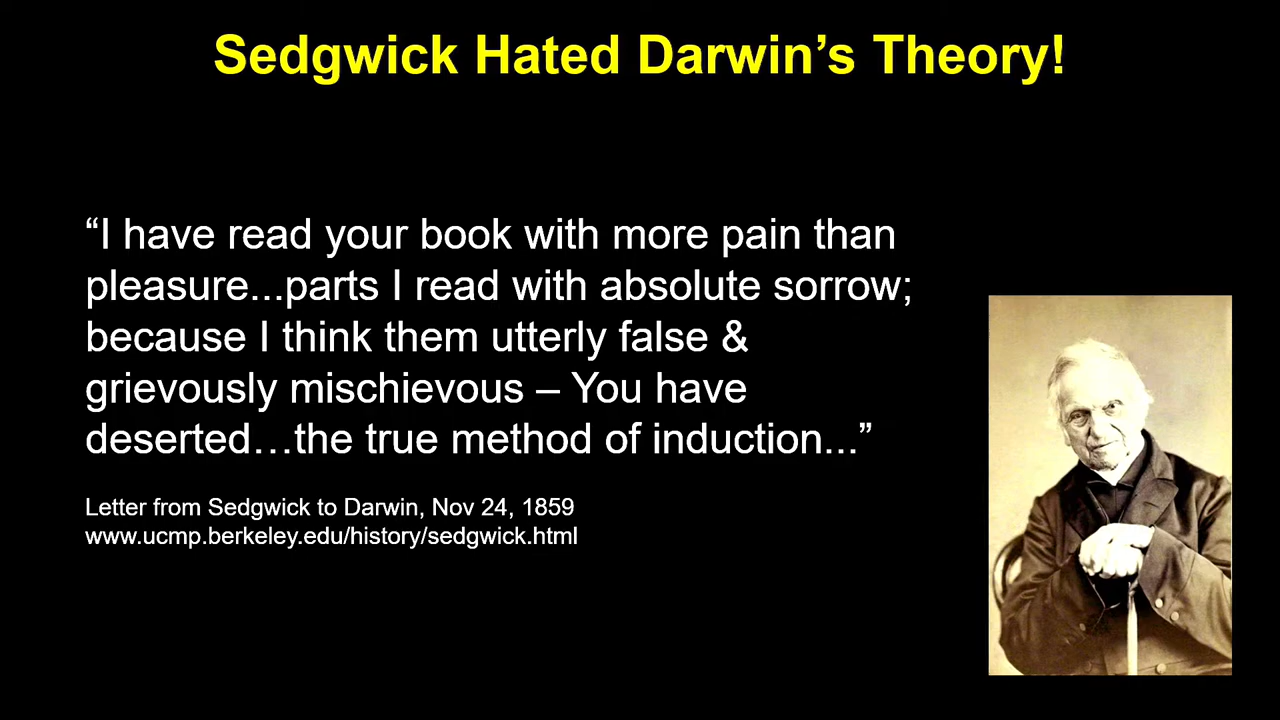 Sedgwick Hated Darwin’s Theory!
“I have read your book with more pain than
pleasure...parts I read with absolute sorrow;
because I think them utterly false &
grievously mischievous – You have
deserted…the true method of induction...”
Letter from Sedgwick to Darwin, Nov 24, 1859
www.ucmp.berkeley.edu/history/sedgwick.html